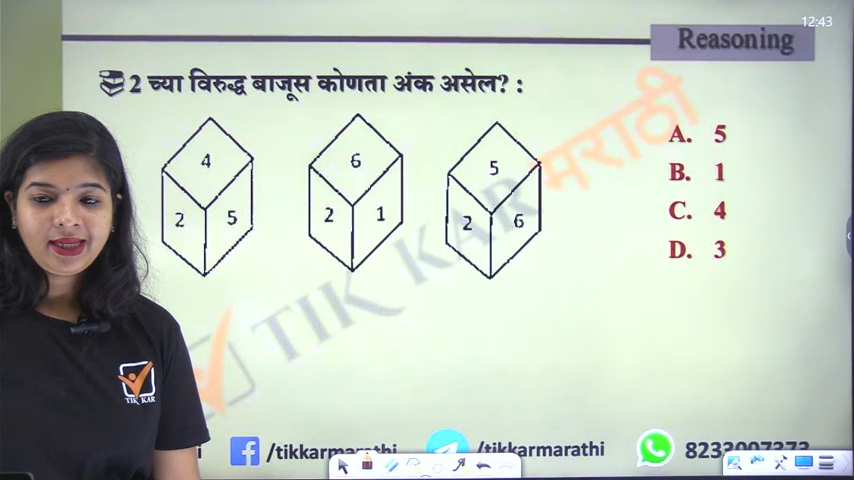 12:43
Reasoning
2 च्या विरुद्ध बाजूस कोणता अंक असेल? :
4
2 5
6
2 1
5
2 6
A. 5
B. 1
C. 4
D. 3
TIK KAR मराठी
TIK KAR
/tikkarmarathi
/tikkarmarathi
8233097373